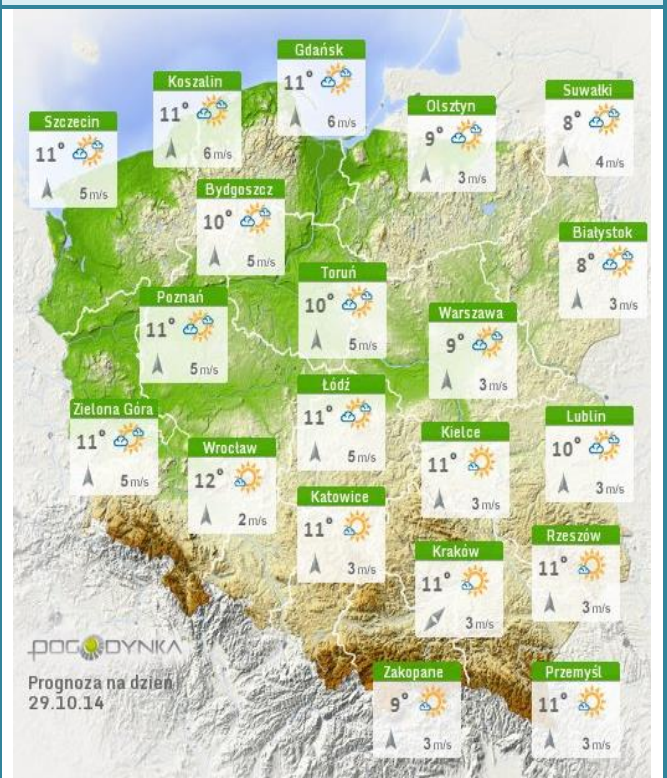 Gdańsk
11°
6 m/s
Koszalin
11°
6 m/s
Suwałki
8°
4 m/s
Olsztyn
9°
3 m/s
Szczecin
11°
5 m/s
Bydgoszcz
10°
5 m/s
Białystok
8°
3 m/s
Toruń
10°
5 m/s
Poznań
11°
5 m/s
Warszawa
9°
3 m/s
Łódź
11°
5 m/s
Zielona Góra
11°
5 m/s
Lublin
10°
3 m/s
Kielce
11°
3 m/s
Wrocław
12°
2 m/s
Katowice
11°
3 m/s
Rzeszów
11°
3 m/s
Kraków
11°
3 m/s
POGODYNKA
Prognoza na dzień
29.10.14
Zakopane
9°
3 m/s
Przemyśl
11°
3 m/s